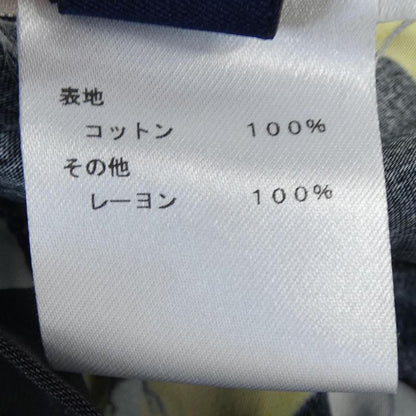 表地
コットン　１００％
その他
レーヨン　１００％